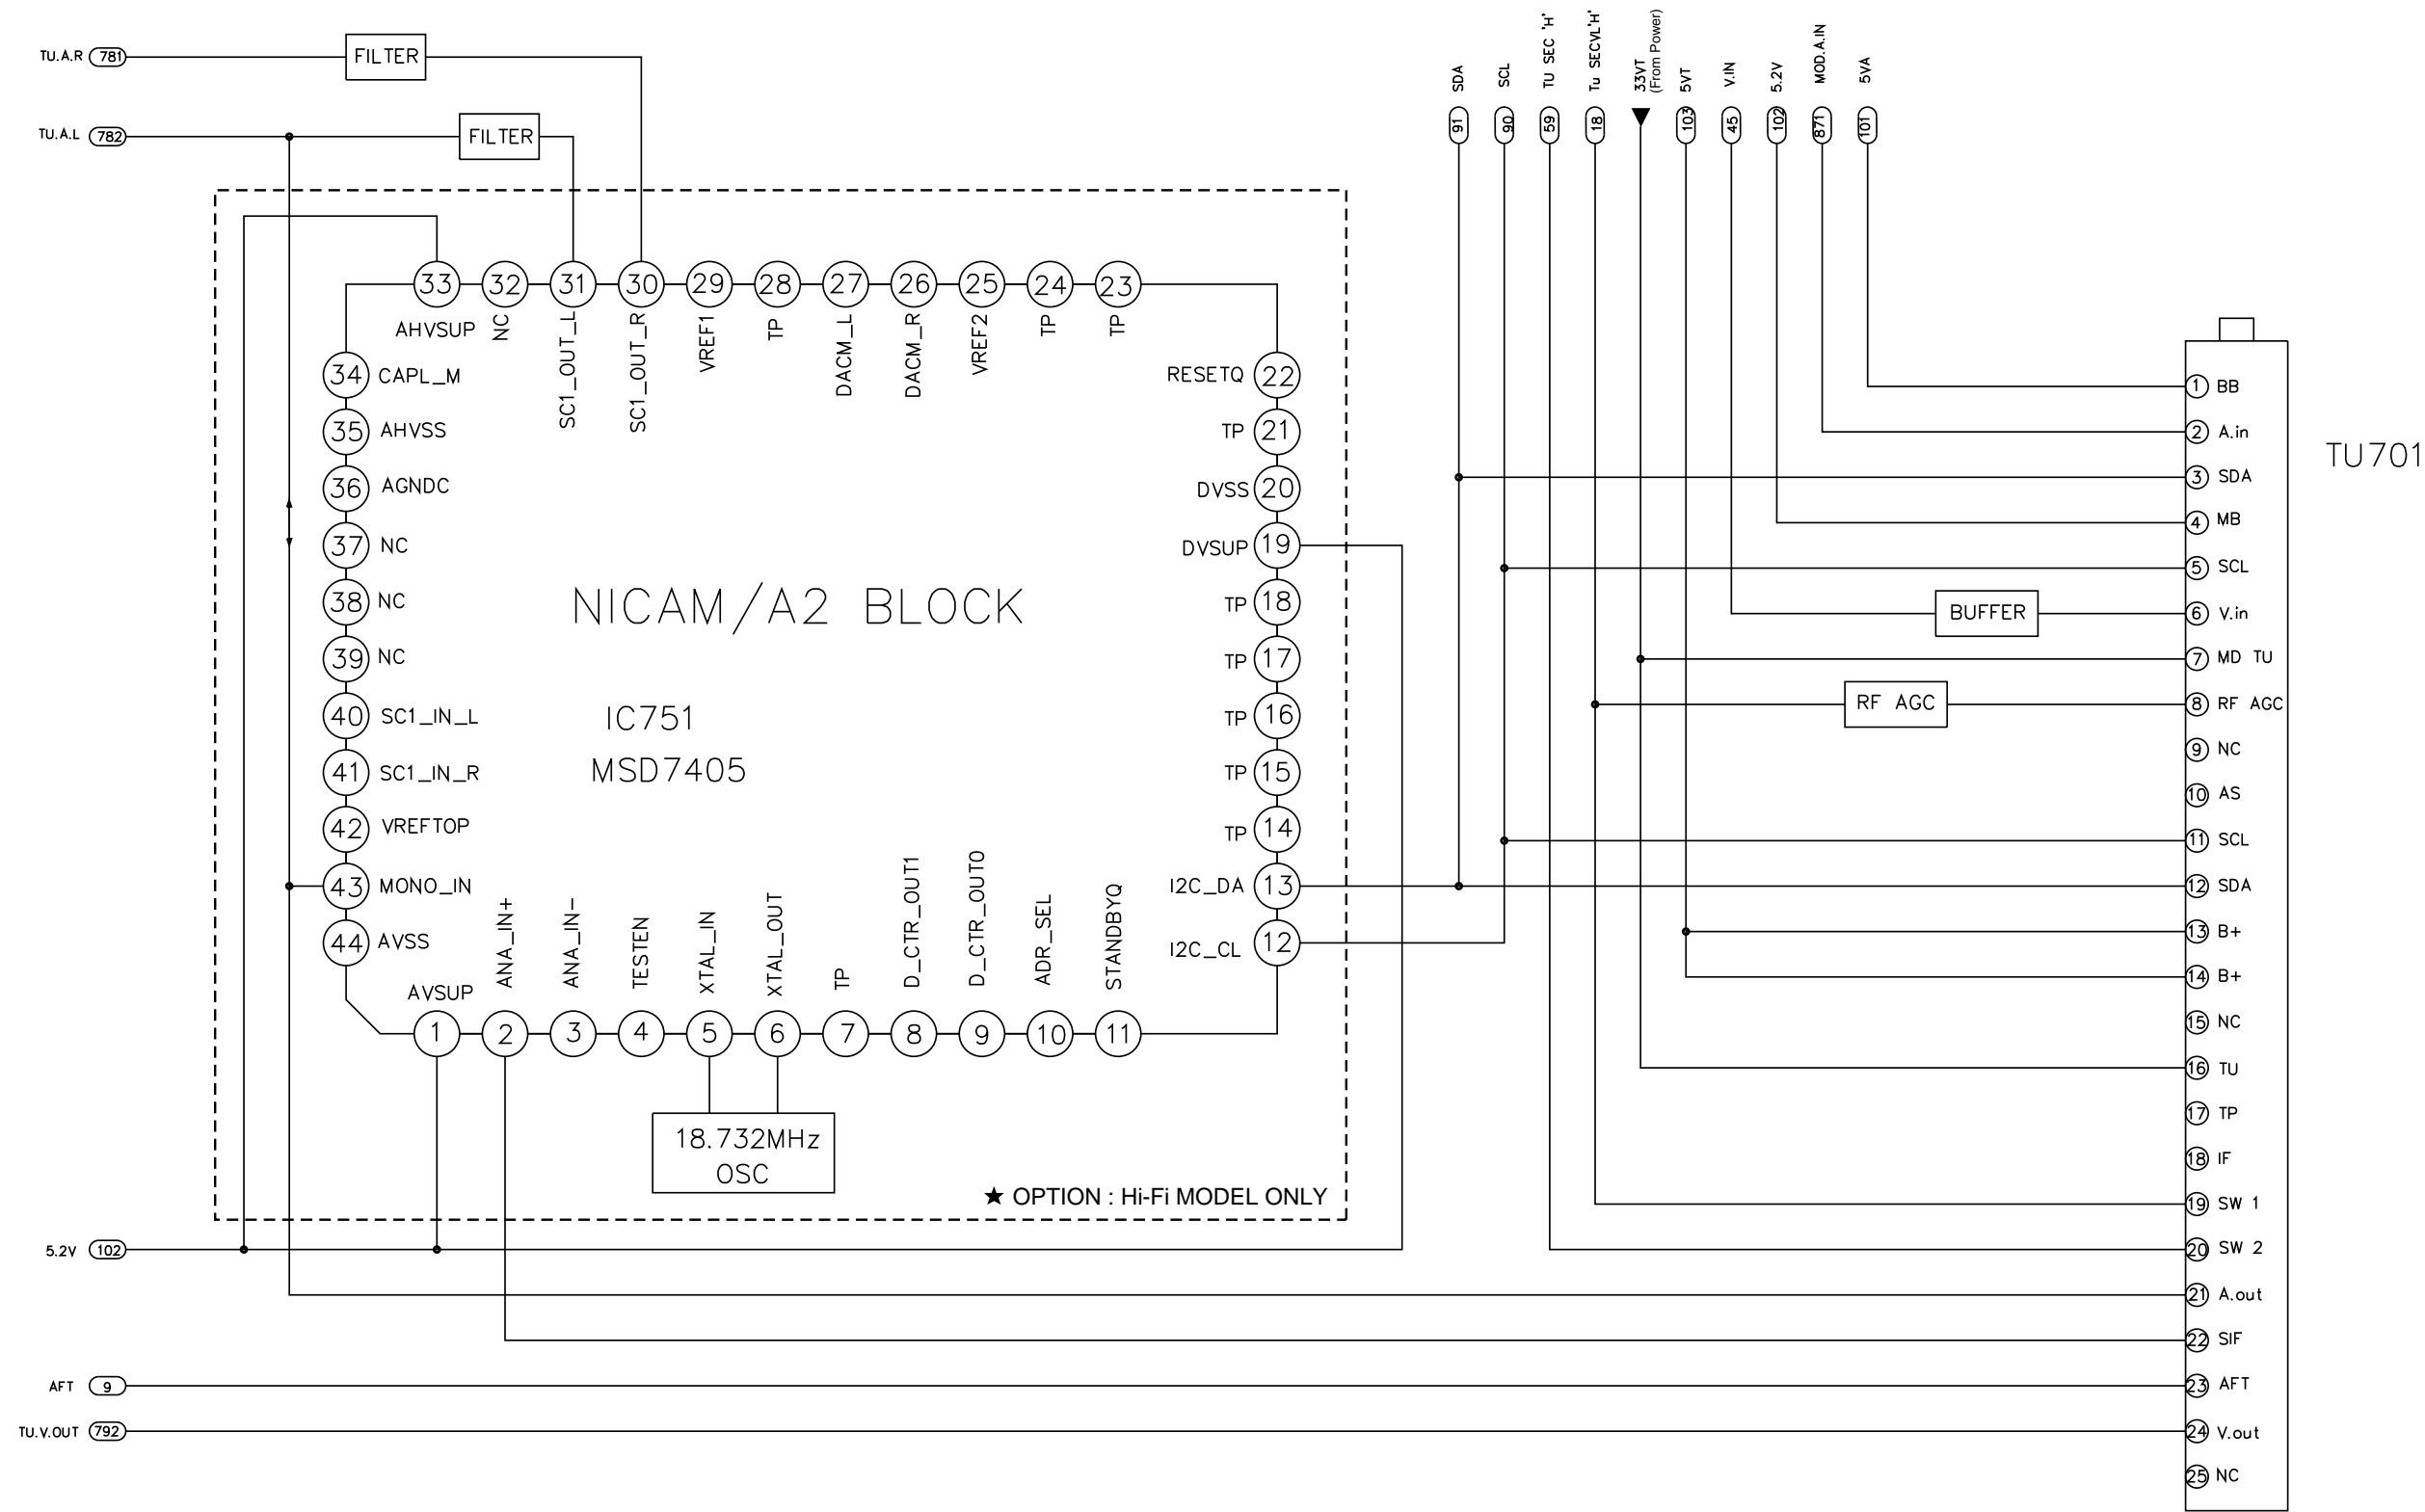 TU.A.R 781
FILTER
TU.A.L 782
FILTER
SDA 91
SCL 90
TU SEC 'H' 59
Tu SECVL'H' 18
33VT
(From Power)
5VT 103
V.IN 45
5.2V 102
MOD.A.IN 871
5VA 101
33 AHVSUP
32 NC
31 SC1_OUT_L
30 SC1_OUT_R
29 VREF1
28 TP
27 DACM_L
26 DACM_R
25 VREF2
24 TP
23 TP
34 CAPL_M
35 AHVSS
36 AGNDC
37 NC
38 NC
39 NC
40 SC1_IN_L
41 SC1_IN_R
42 VREFTOP
43 MONO_IN
44 AVSS
NICAM/A2 BLOCK
IC751
MSD7405
RESETQ 22
TP 21
DVSS 20
DVSUP 19
TP 18
TP 17
TP 16
TP 15
TP 14
I2C_DA 13
I2C_CL 12
AVSUP 1
ANA_IN+ 2
ANA_IN- 3
TESTEN 4
XTAL_IN 5
XTAL_OUT 6
TP 7
D_CTR_OUT1 8
D_CTR_OUT0 9
ADR_SEL 10
STANDBYQ 11
18.732MHz
OSC
★ OPTION : Hi-Fi MODEL ONLY
5.2V 102
AFT 9
TU.V.OUT 792
BUFFER
RF AGC
TU701
1 BB
2 A.in
3 SDA
4 MB
5 SCL
6 V.in
7 MD TU
8 RF AGC
9 NC
10 AS
11 SCL
12 SDA
13 B+
14 B+
15 NC
16 TU
17 TP
18 IF
19 SW 1
20 SW 2
21 A.out
22 SIF
23 AFT
24 V.out
25 NC